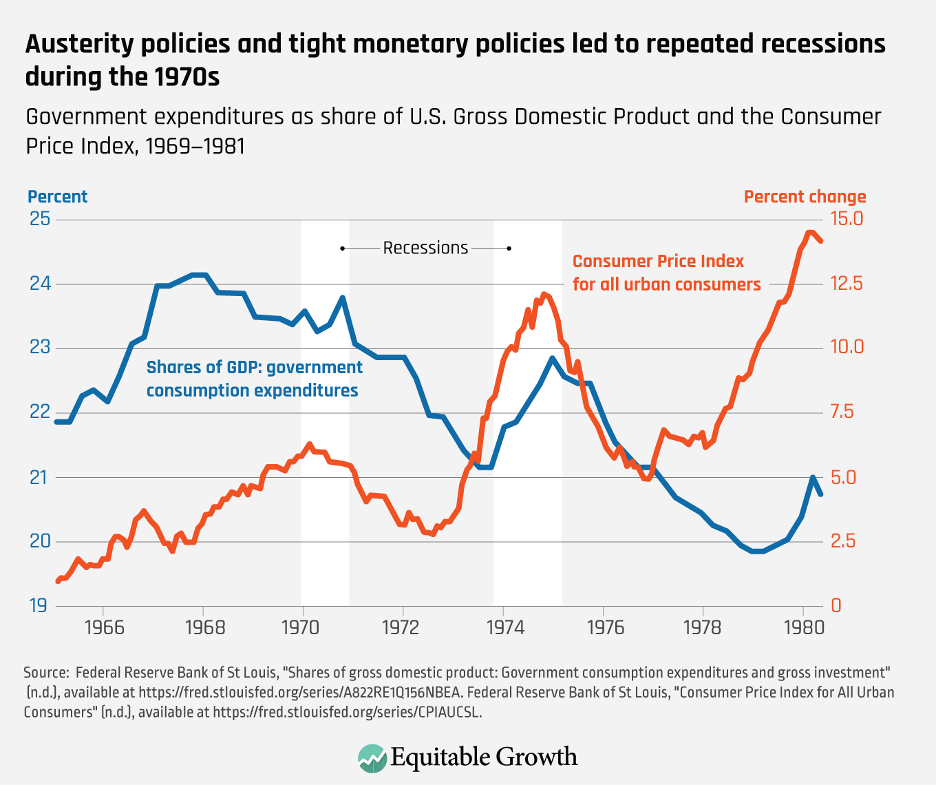 Austerity policies and tight monetary policies led to repeated recessions
during the 1970s
Government expenditures as share of U.S. Gross Domestic Product and the Consumer
Price Index, 1969–1981
Percent
Percent change
25
15.0
Recessions
Consumer Price Index
for all urban consumers
24
12.5
23
10.0
Shares of GDP: government
consumption expenditures
22
7.5
21
5.0
20
2.5
19
0
1966
1968
1970
1972
1974
1976
1978
1980
Source: Federal Reserve Bank of St Louis, "Shares of gross domestic product: Government consumption expenditures and gross investment"
(n.d.), available at https://fred.stlouisfed.org/series/A822RE1Q156NBEA. Federal Reserve Bank of St Louis, "Consumer Price Index for All Urban
Consumers" (n.d.), available at https://fred.stlouisfed.org/series/CPIAUCSL.
Equitable Growth